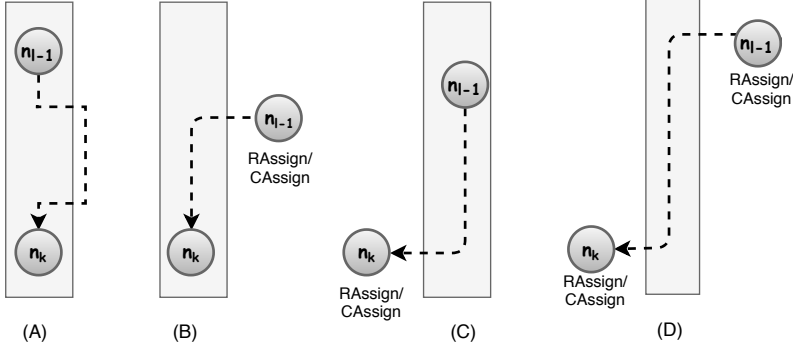 n_{l-1}
n_k
(A)
n_{l-1}
RAssign/
CAssign
n_k
(B)
n_{l-1}
n_k
RAssign/
CAssign
(C)
n_{l-1}
RAssign/
CAssign
n_k
RAssign/
CAssign
(D)